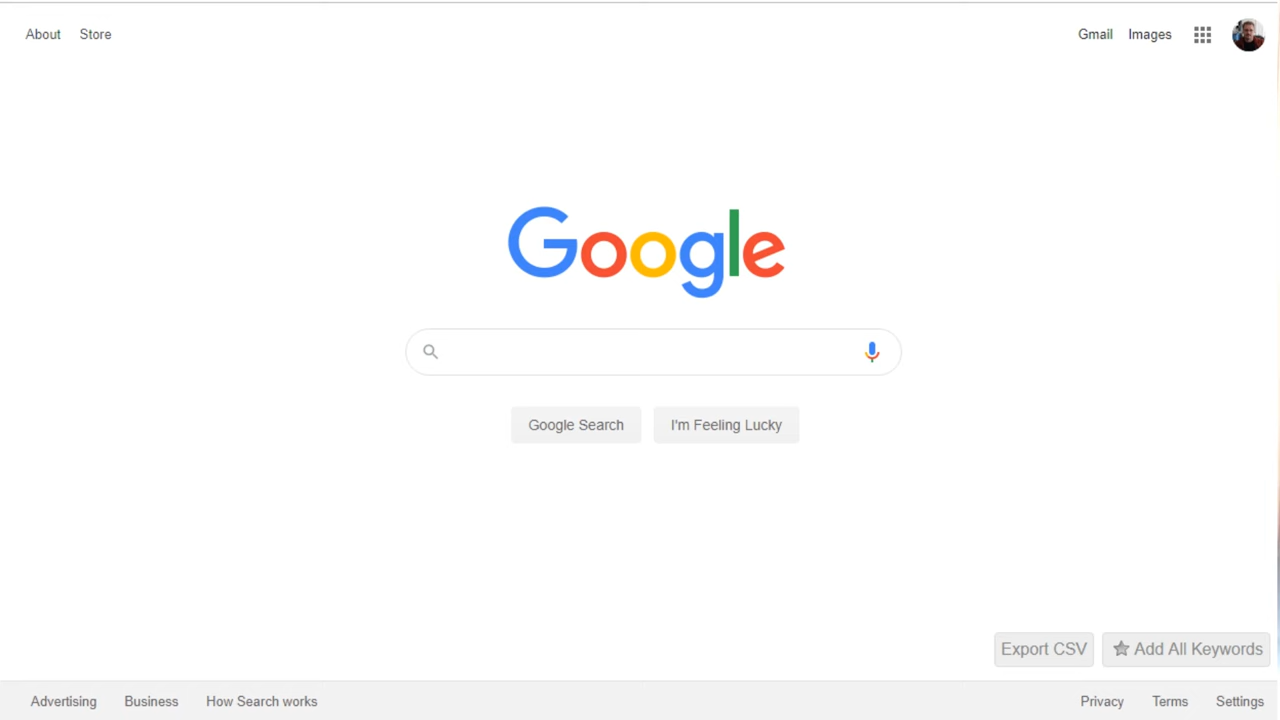 About Store Gmail Images
Google
Google Search I'm Feeling Lucky
Export CSV Add All Keywords
Advertising Business How Search works Privacy Terms Settings